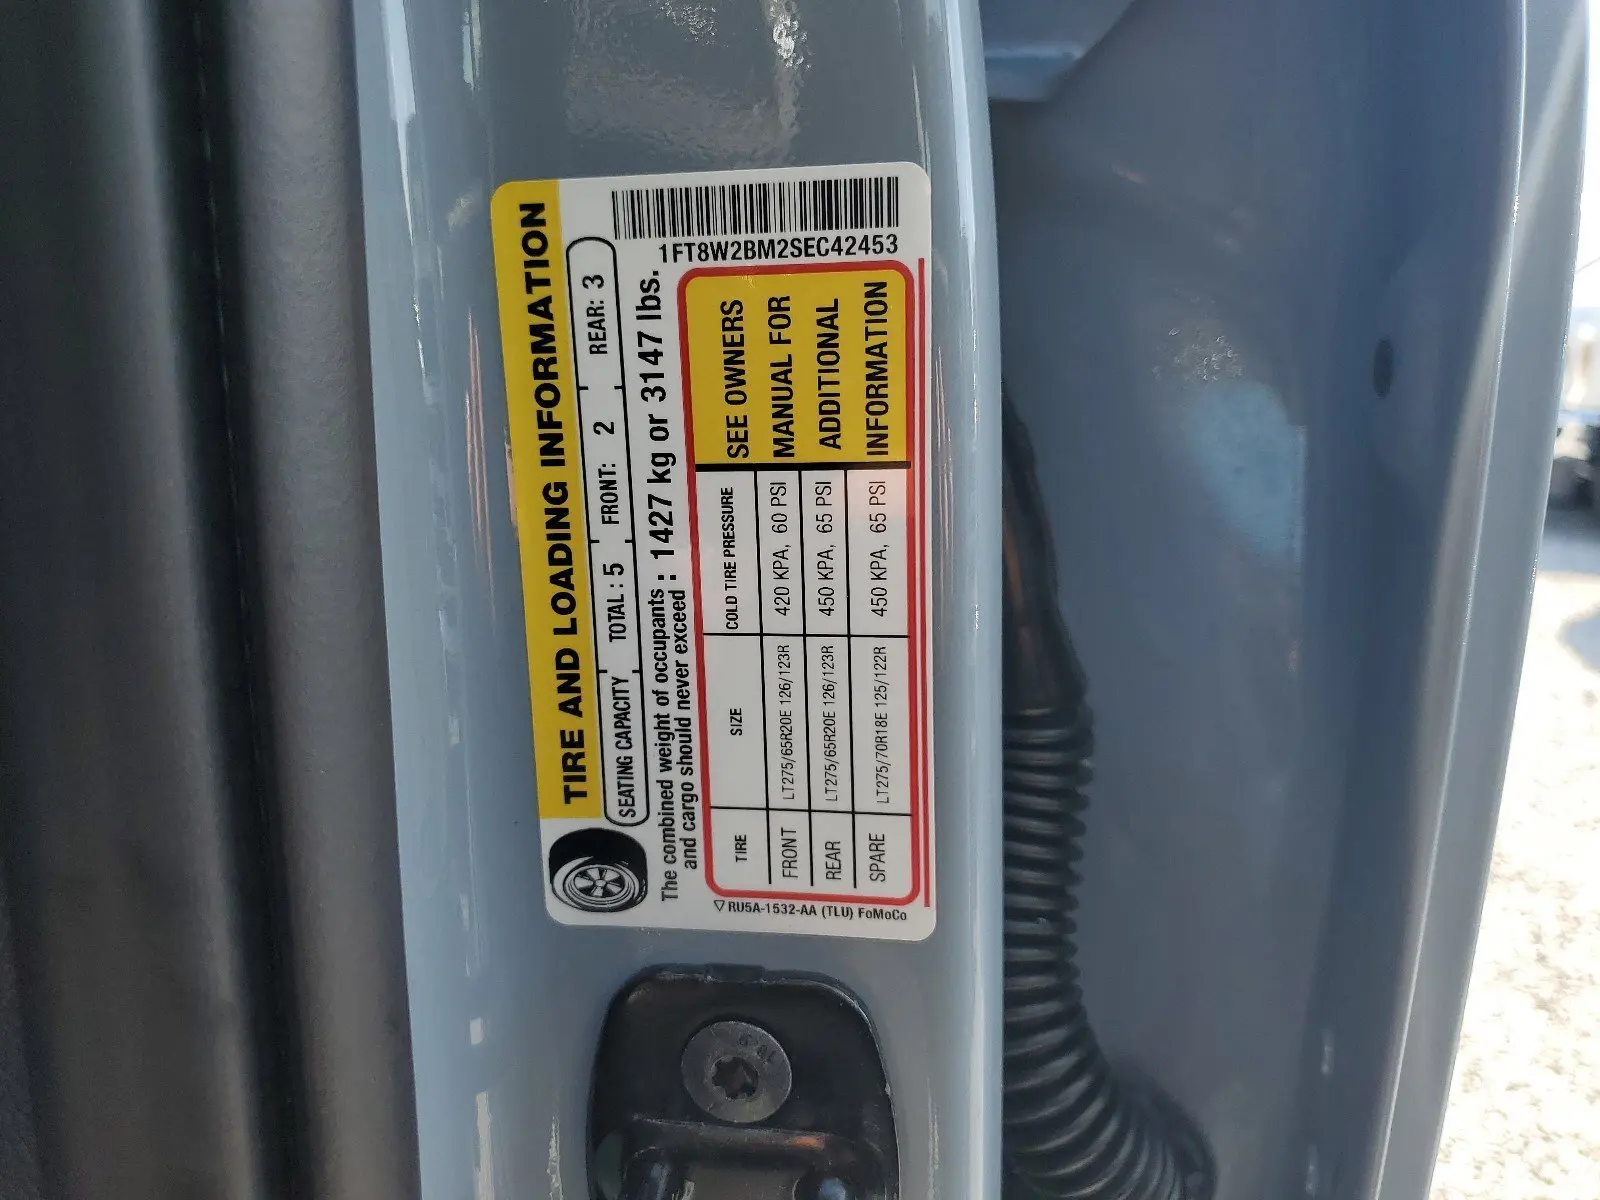 TIRE AND LOADING INFORMATION
SEATING CAPACITY TOTAL : 5 FRONT: 2 REAR: 3
The combined weight of occupants
and cargo should never exceed : 1427 kg or 3147 lbs.
1FT8W2BM2SEC42453
TIRE SIZE COLD TIRE PRESSURE
FRONT LT275/65R20E 126/123R 420 KPA, 60 PSI
REAR LT275/65R20E 126/123R 450 KPA, 65 PSI
SPARE LT275/70R18E 125/122R 450 KPA, 65 PSI
SEE OWNERS
MANUAL FOR
ADDITIONAL
INFORMATION
RU5A-1532-AA (TLU) FoMoCo